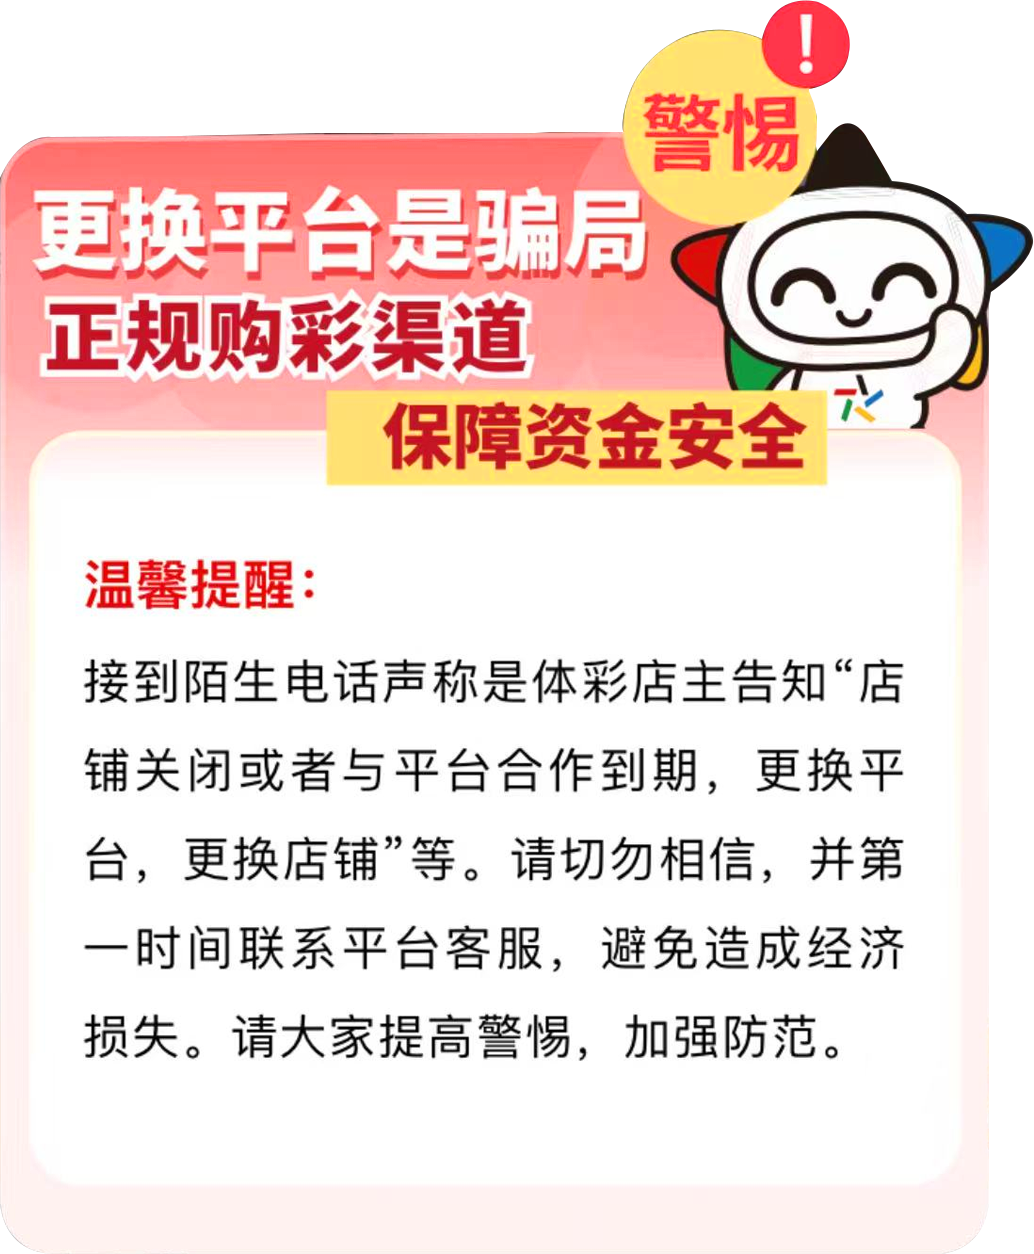 警惕
更换平台是骗局
正规购彩渠道
保障资金安全
温馨提醒：
接到陌生电话声称是体彩店主告知“店
铺关闭或者与平台合作到期，更换平
台，更换店铺”等。请切勿相信，并第
一时间联系平台客服，避免造成经济
损失。请大家提高警惕，加强防范。